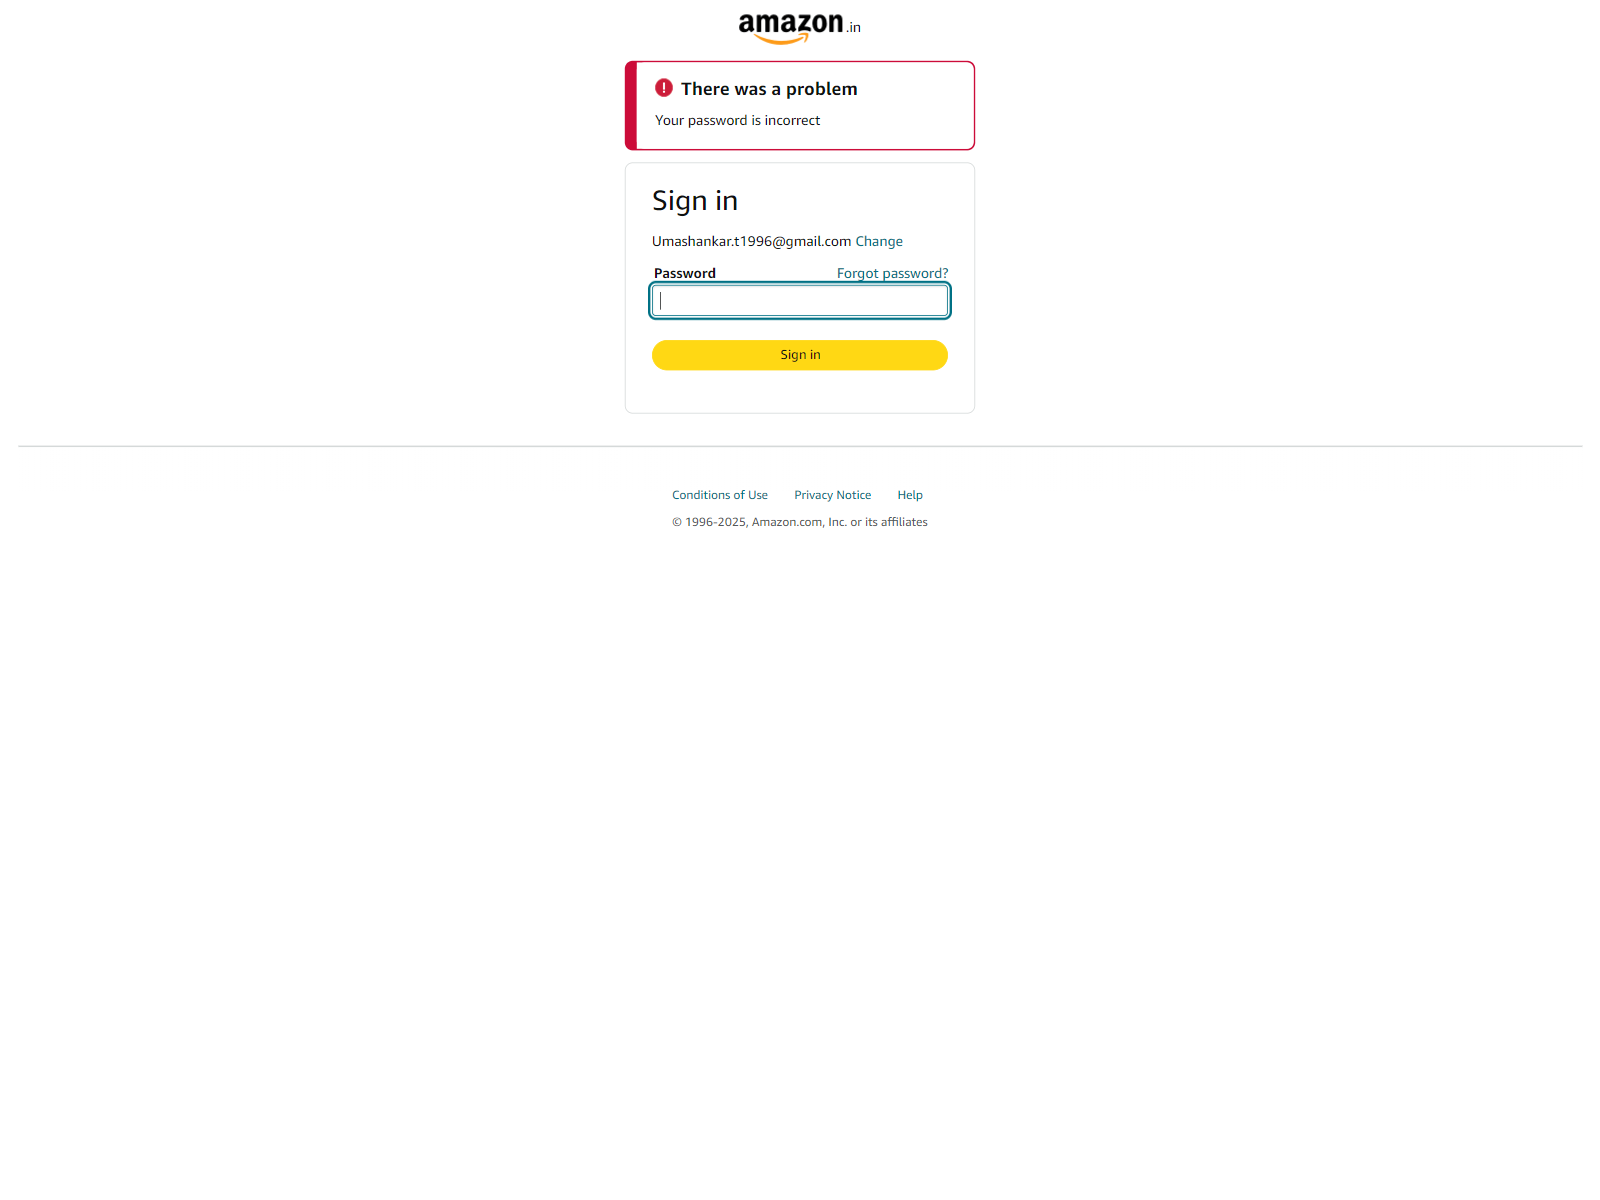 amazon.in
There was a problem
Your password is incorrect
Sign in
Umashankar.t1996@gmail.com Change
Password Forgot password?
Sign in
Conditions of Use Privacy Notice Help
© 1996-2025, Amazon.com, Inc. or its affiliates